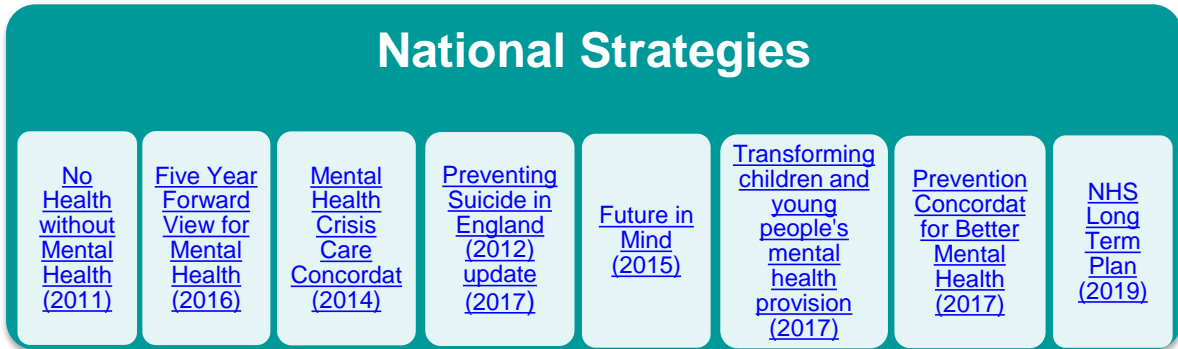 National Strategies
No
Health
without
Mental
Health
(2011)
Five Year
Forward
View for
Mental
Health
(2016)
Mental
Health
Crisis
Care
Concordat
(2014)
Preventing
Suicide in
England
(2012)
update
(2017)
Future in
Mind
(2015)
Transforming
children and
young
people's
mental
health
provision
(2017)
Prevention
Concordat
for Better
Mental
Health
(2017)
NHS
Long
Term
Plan
(2019)